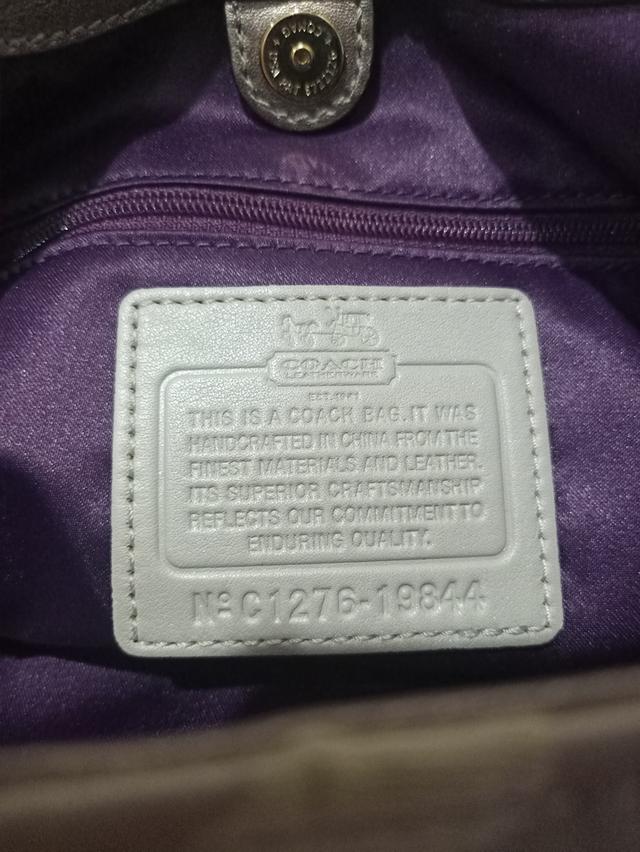 COACH
LEATHERWARE
EST. 1941
THIS IS A COACH BAG. IT WAS
HANDCRAFTED IN CHINA FROM THE
FINEST MATERIALS AND LEATHER.
ITS SUPERIOR CRAFTSMANSHIP
REFLECTS OUR COMMITMENT TO
ENDURING QUALITY.
Nº C1276-19844